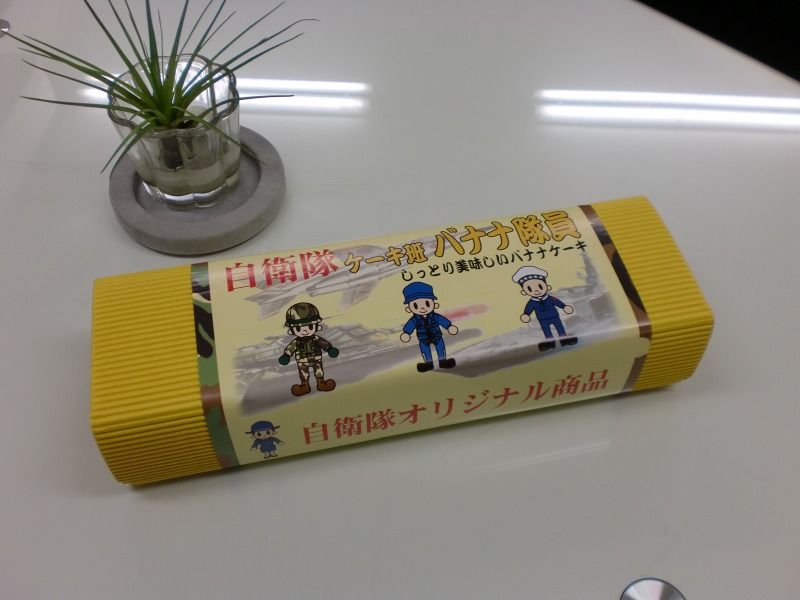 自衛隊 ケーキ班 バナナ隊員
しっとり美味しいバナナケーキ
自衛隊オリジナル商品